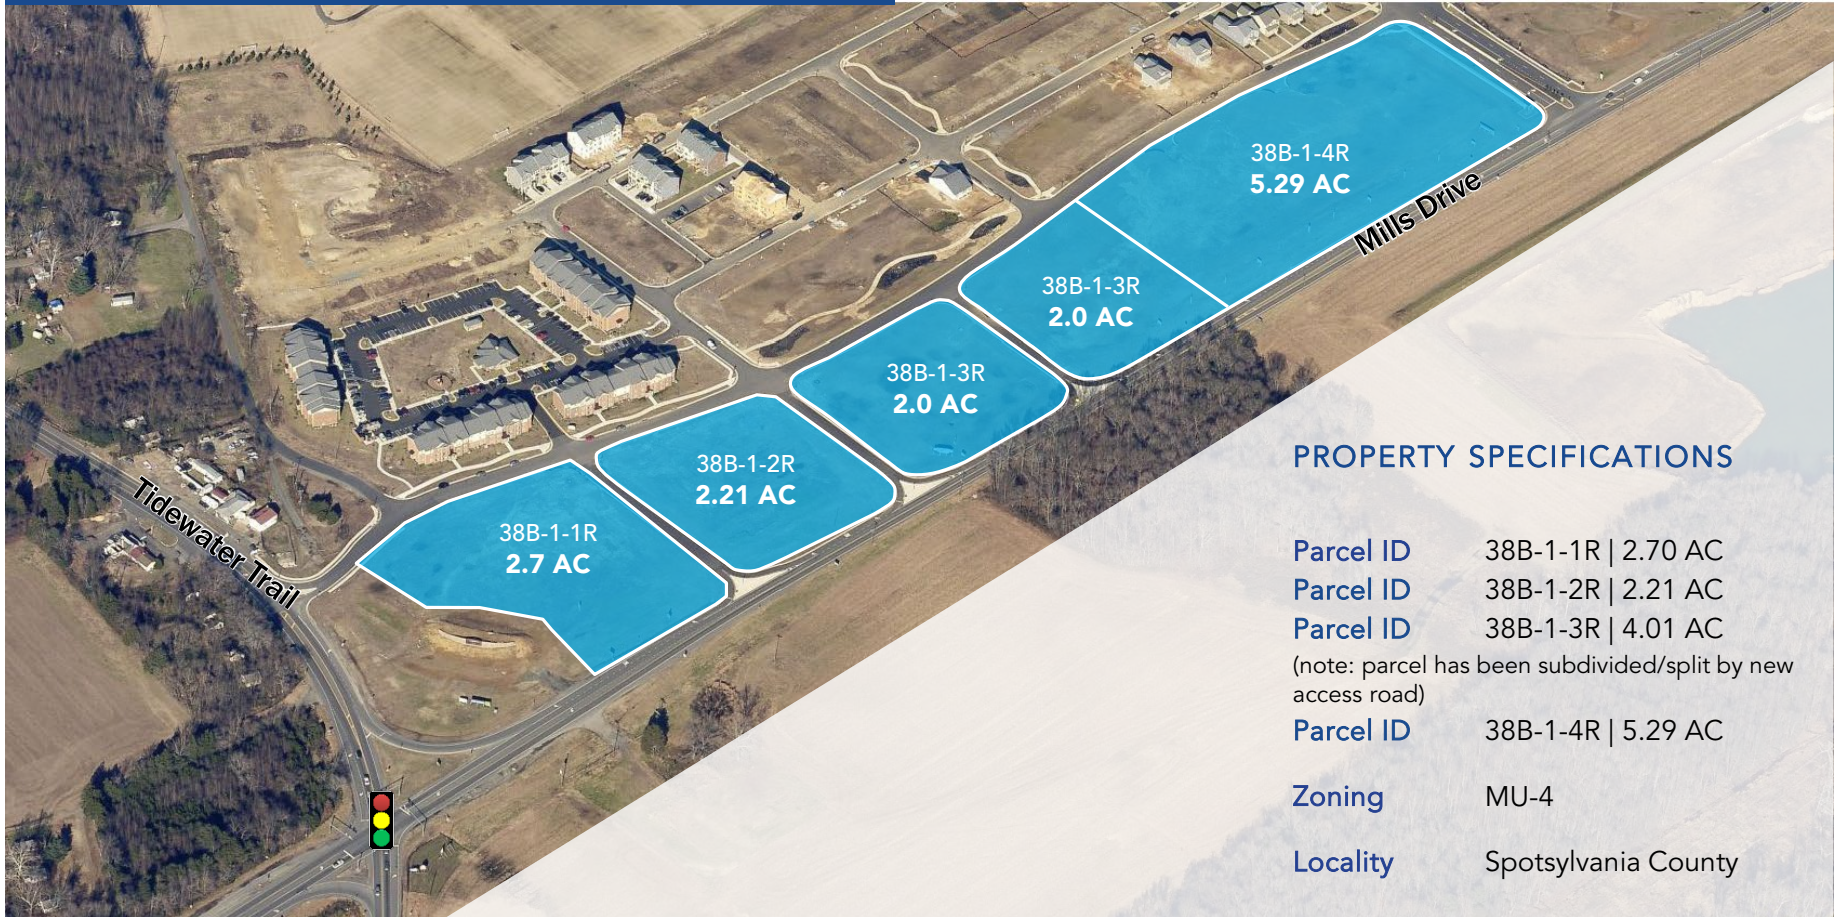 38B-1-4R
5.29 AC
Mills Drive
38B-1-3R
2.0 AC
38B-1-3R
2.0 AC
38B-1-2R
2.21 AC
38B-1-1R
2.7 AC
Tidewater Trail
PROPERTY SPECIFICATIONS
Parcel ID 38B-1-1R | 2.70 AC
Parcel ID 38B-1-2R | 2.21 AC
Parcel ID 38B-1-3R | 4.01 AC
(note: parcel has been subdivided/split by new
access road)
Parcel ID 38B-1-4R | 5.29 AC
Zoning MU-4
Locality Spotsylvania County